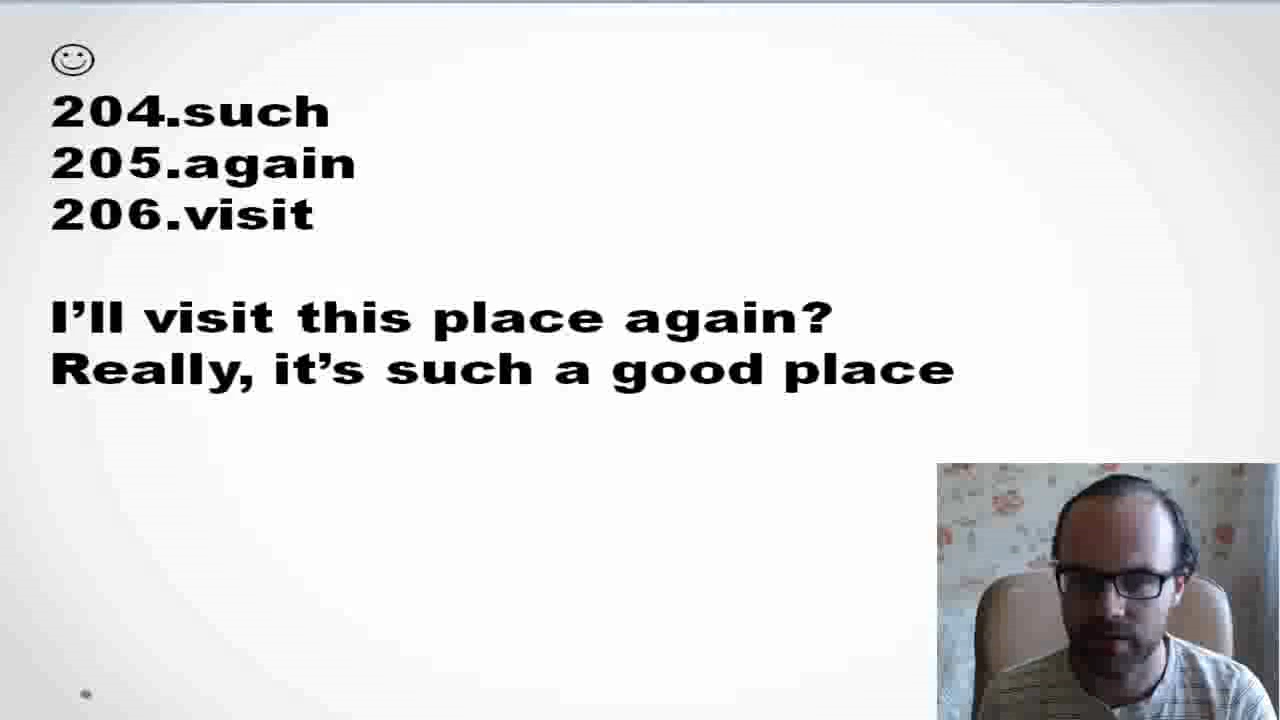 204.such
205.again
206.visit
I’ll visit this place again?
Really, it’s such a good place